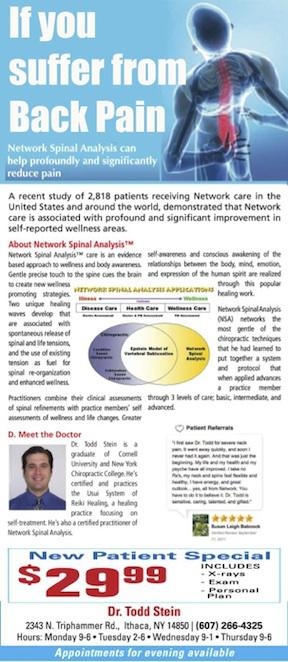 If you
suffer from
Back Pain
Network Spinal Analysis can
help profoundly and significantly
reduce pain
A recent study of 2,818 patients receiving Network care in the
United States and around the world, demonstrated that Network
care is associated with profound and significant improvement in
self-reported wellness areas.
About Network Spinal Analysis™
Network Spinal Analysis™ care is an evidence
based approach to wellness and body awareness.
Gentle precise touch to the spine cues the brain
to create new wellness
promoting strategies.
Two unique healing
waves develop that
are associated with
spontaneous release of
spinal and life tensions,
and the use of existing
tension as fuel for
spinal re-organization
and enhanced wellness.
Practitioners combine their clinical assessments
of spinal refinements with practice members' self
assessments of wellness and life changes. Greater
self-awareness and conscious awakening of the
relationships between the body, mind, emotion,
and expression of the human spirit are realized
through this popular
healing work.
Network Spinal Analysis
(NSA) networks the
most gentle of the
chiropractic techniques
that he had learned to
put together a system
and protocol that
when applied advances
a practice member
through 3 levels of care; basic, intermediate, and
advanced.
NETWORK SPINAL ANALYSIS APPLICATIONS
Illness
Wellness
Disease Care
Health Care
Wellness Care
Chiropractic
Epstein Model of
Vertebral Subluxation
Network
Spinal
Analysis
D. Meet the Doctor
Dr. Todd Stein is a
graduate of Cornell
University and New York
Chiropractic College. He's
certified and practices
the Usui System of
Reiki Healing, a healing
practice focusing on
self-treatment. He's also a certified practitioner of
Network Spinal Analysis.
Patient Referrals
"I first saw Dr. Todd for severe neck
pain. It went away quickly, and soon I
never had it again. And that was just the
beginning. My life and my health and my
psyche have all improved. I take no
Rx's, my neck and spine feel flexible and
healthy, I have energy, and great
outlook... yes, all from Network. You
have to do it to believe it. Dr. Todd is
sensitive, caring, talented, and gifted."
Susan Leigh Babcock
New Patient Special
$29.99
INCLUDES
- X-rays
- Exam
- Personal
Plan
Dr. Todd Stein
2343 N. Triphammer Rd., Ithaca, NY 14850 | (607) 266-4325
Hours: Monday 9-6 • Tuesday 2-6 • Wednesday 9-1 • Thursday 9-6
Appointments for evening available